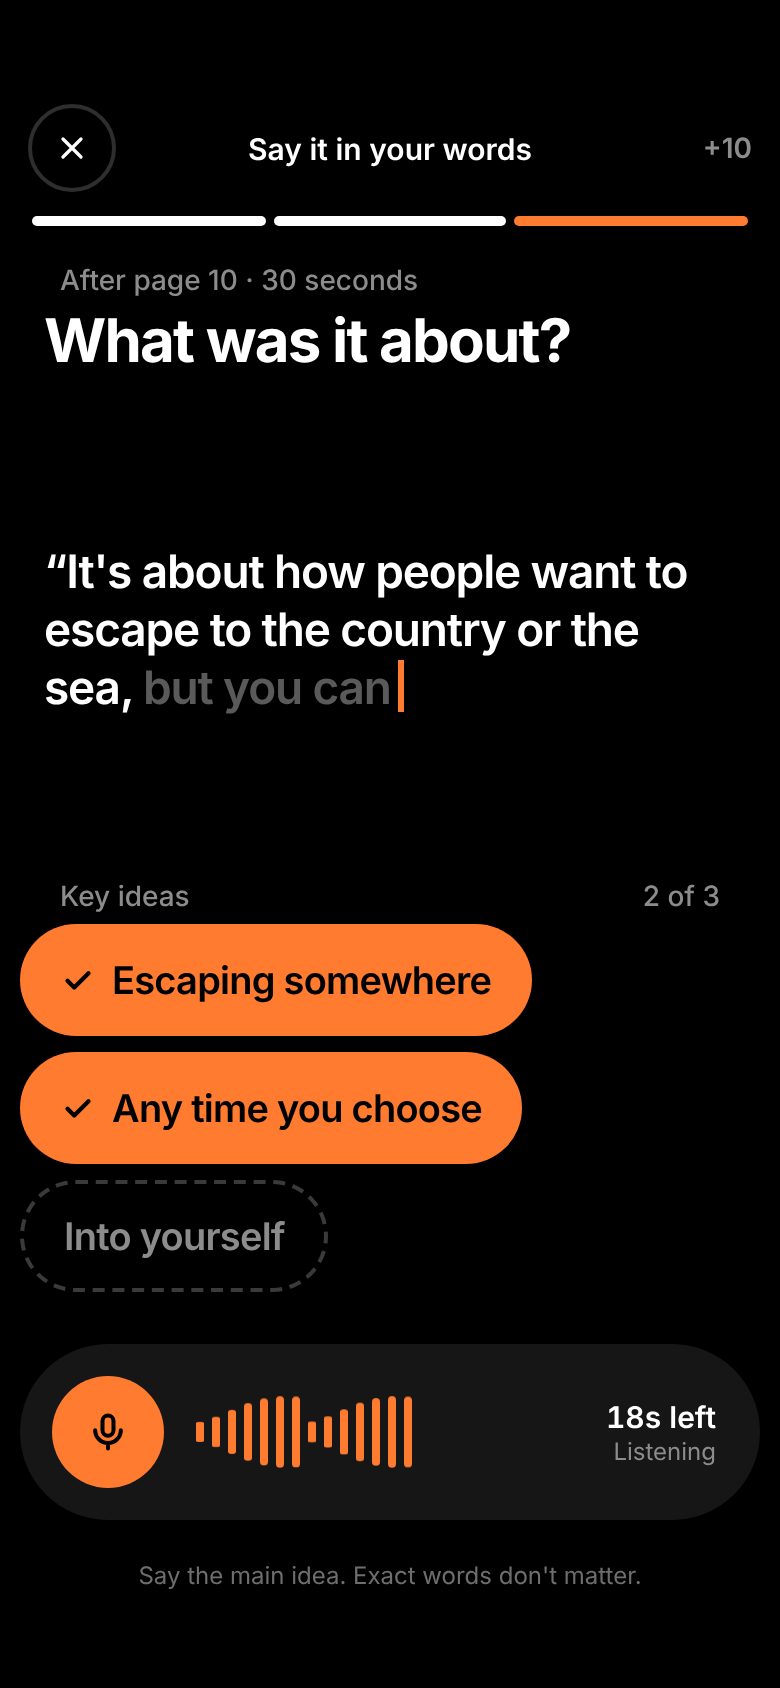 Say it in your words
+10
After page 10 · 30 seconds
What was it about?
“It's about how people want to
escape to the country or the
sea, but you can
Key ideas
2 of 3
Escaping somewhere
Any time you choose
Into yourself
18s left
Listening
Say the main idea. Exact words don't matter.